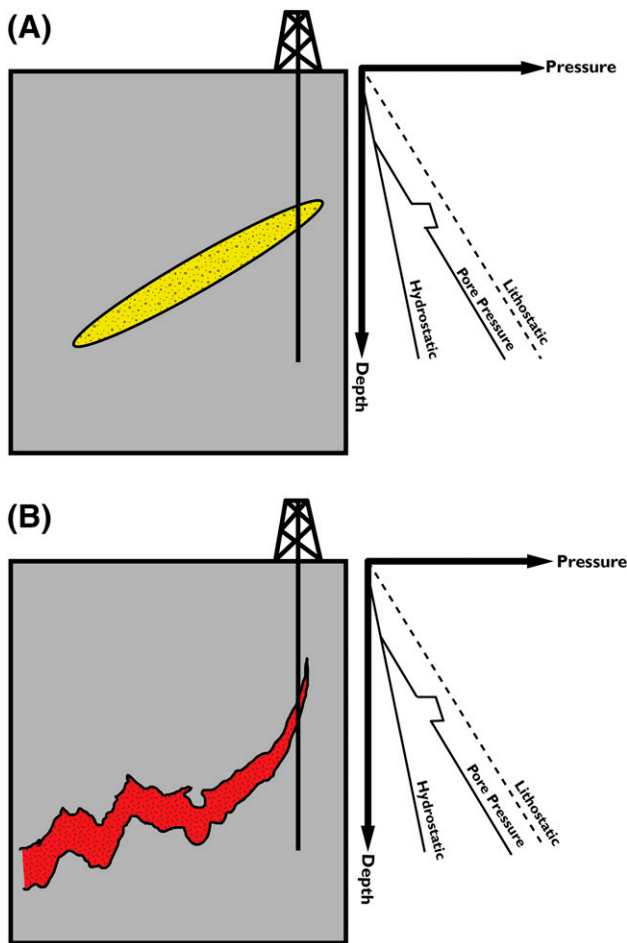 (A)
Pressure
Hydrostatic
Pore Pressure
Lithostatic
Depth
(B)
Pressure
Hydrostatic
Pore Pressure
Lithostatic
Depth